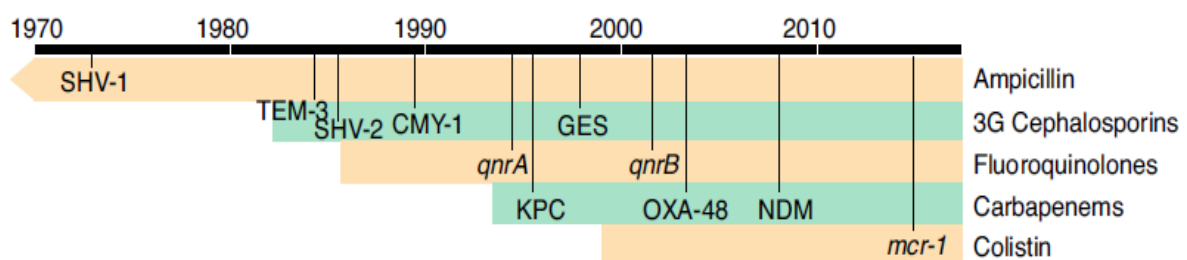 1970 1980 1990 2000 2010
SHV-1 Ampicillin
TEM-3 SHV-2 CMY-1 GES 3G Cephalosporins
qnrA qnrB Fluoroquinolones
KPC OXA-48 NDM Carbapenems
mcr-1 Colistin